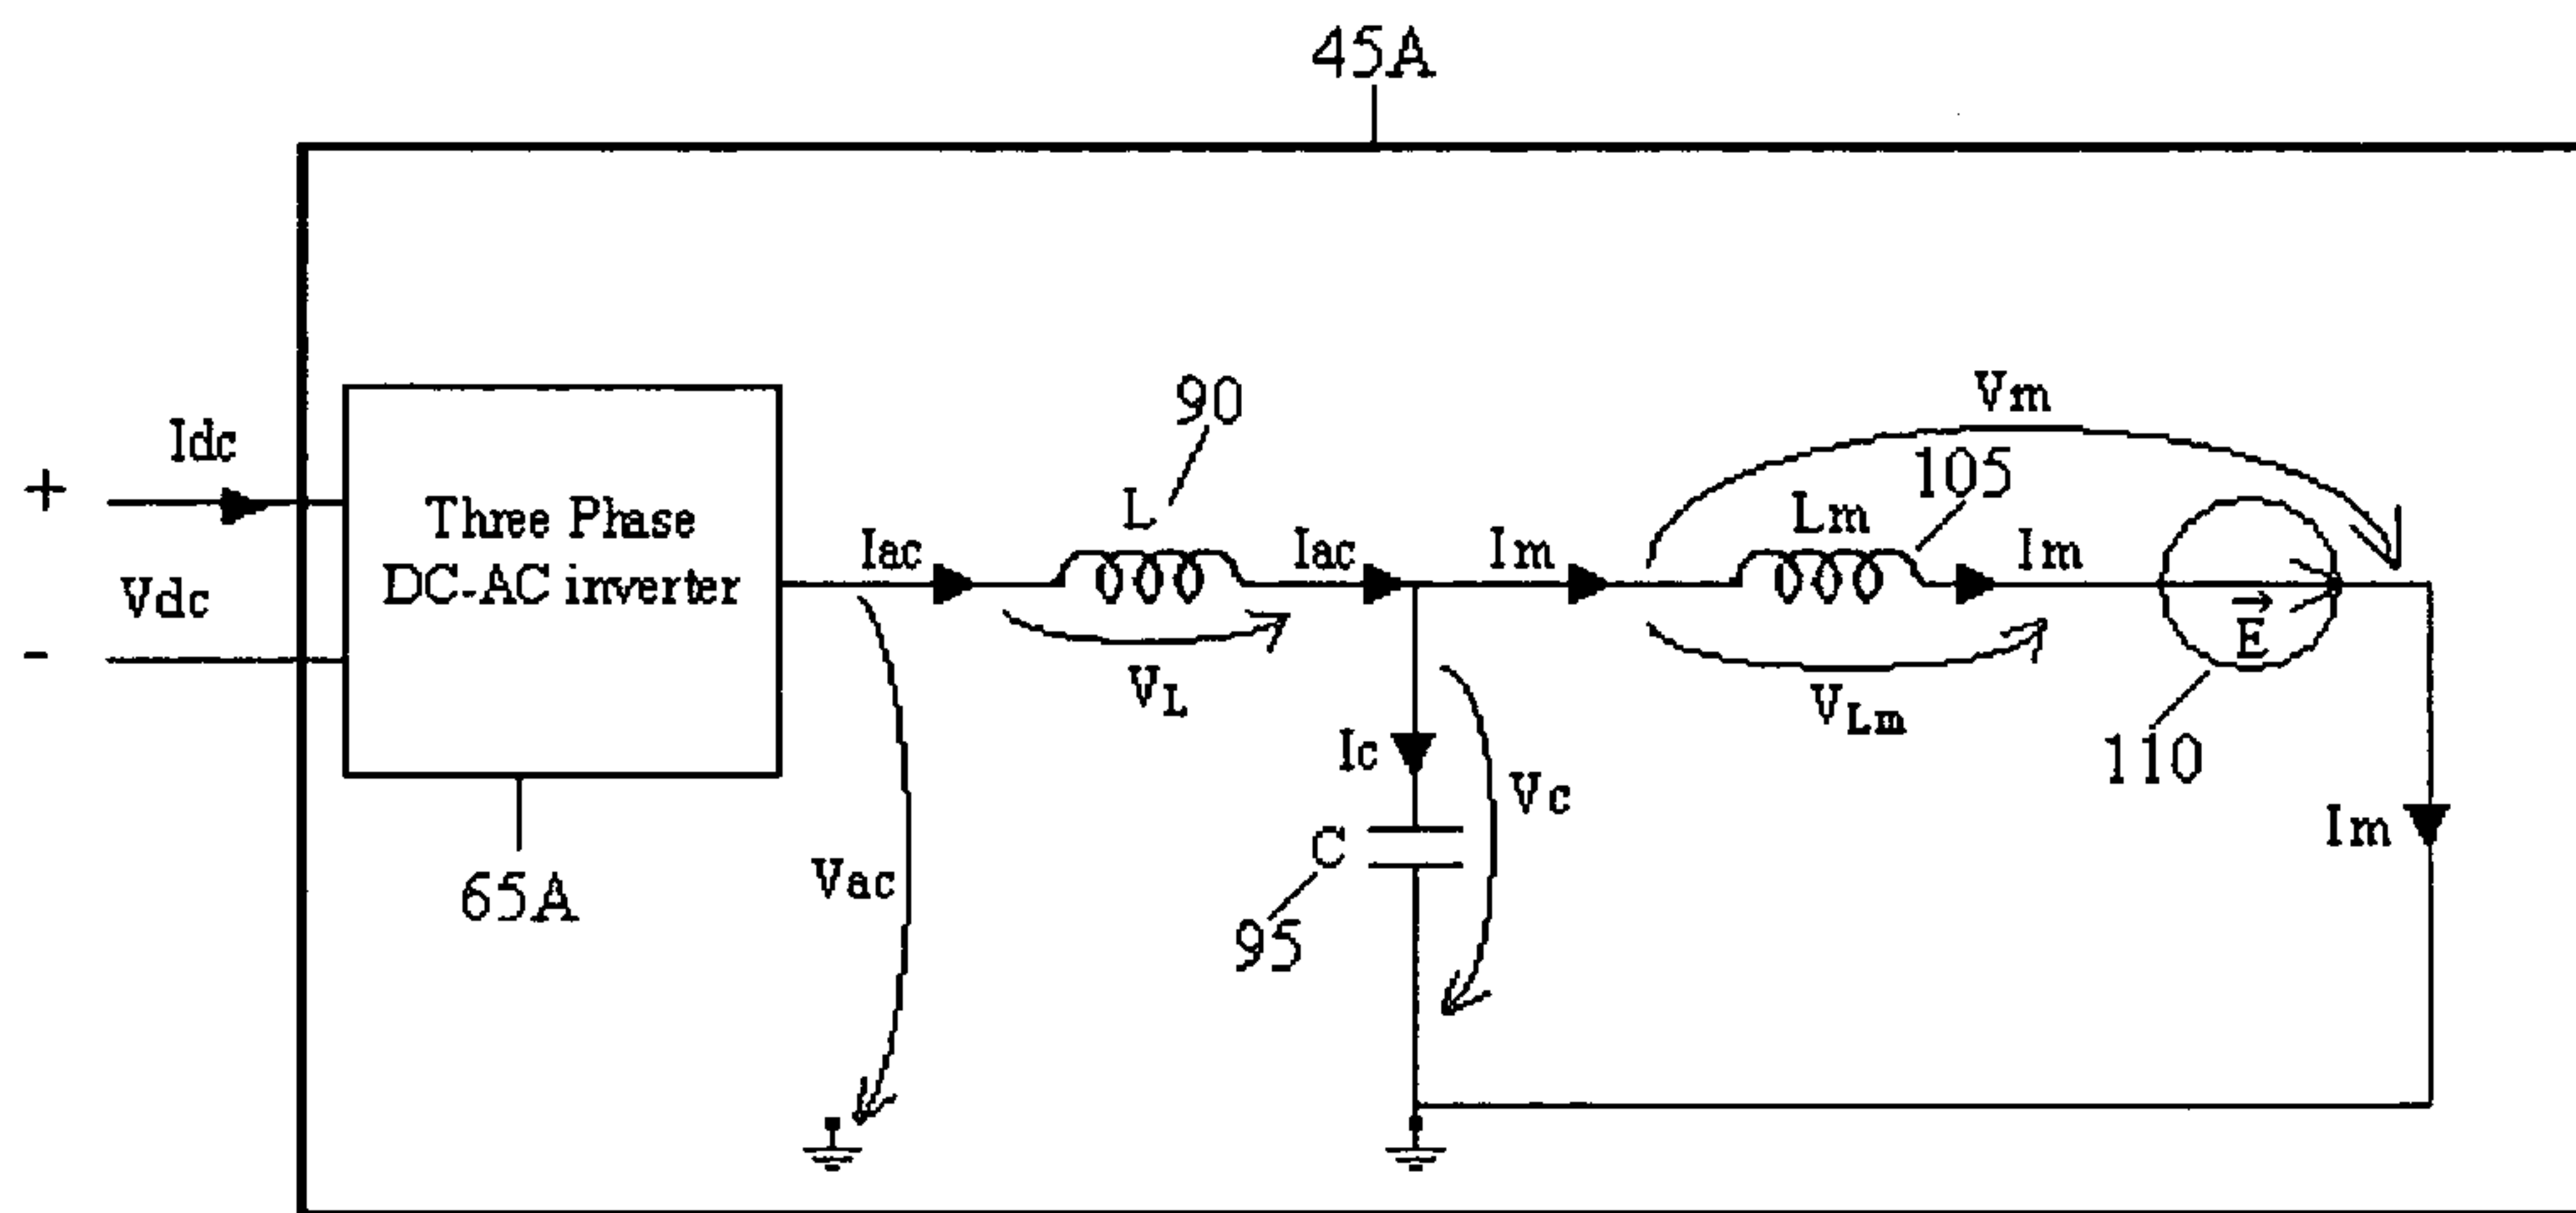 45A
90
Vm
Idc
105
+
Three Phase
L
Lm
Iac
Iac
Im
Im
Vdc
DC-AC inverter
E
-
VL
VLm
110
Ic
Vc
Im
C
Vac
65A
95